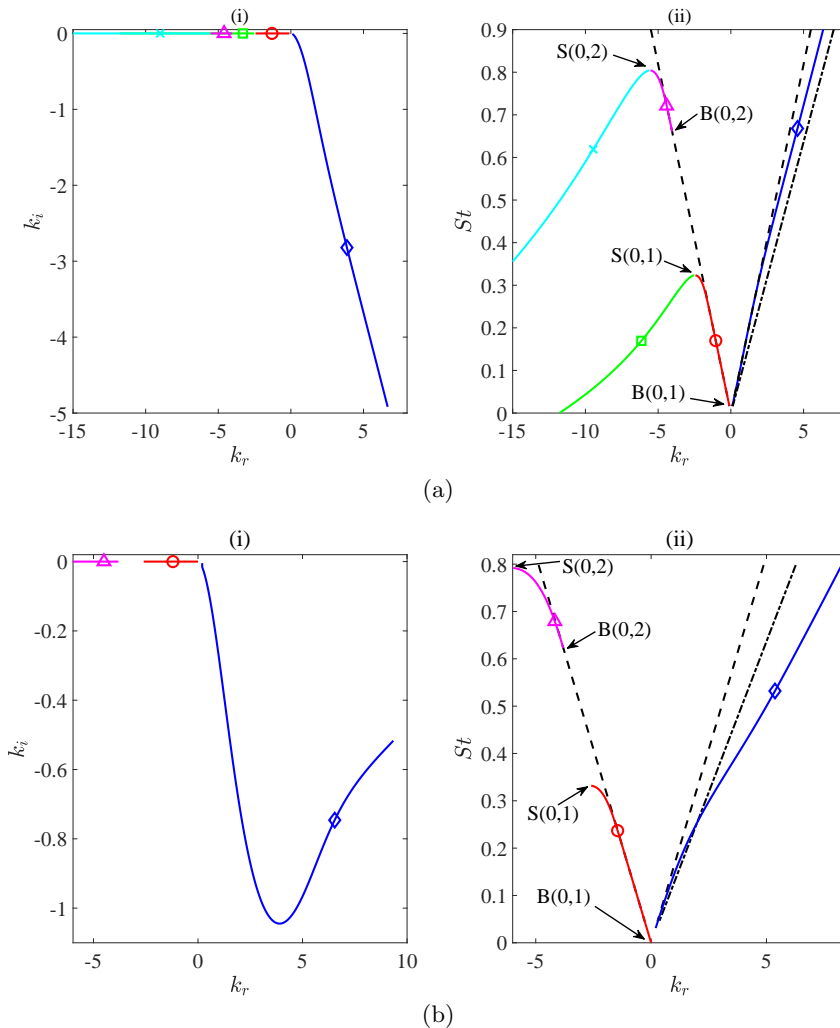 (i)
0
-1
-2
-3
-4
-5
k_i
-15 -10 -5 0 5
k_r
(ii)
0.9
0.8
0.7
0.6
0.5
0.4
0.3
0.2
0.1
0
St
S(0,2)
B(0,2)
S(0,1)
B(0,1)
-15 -10 -5 0 5
k_r
(a)
(i)
0
-0.2
-0.4
-0.6
-0.8
-1
k_i
-5 0 5 10
k_r
(ii)
0.8
0.7
0.6
0.5
0.4
0.3
0.2
0.1
0
St
S(0,2)
B(0,2)
S(0,1)
B(0,1)
-5 0 5
k_r
(b)